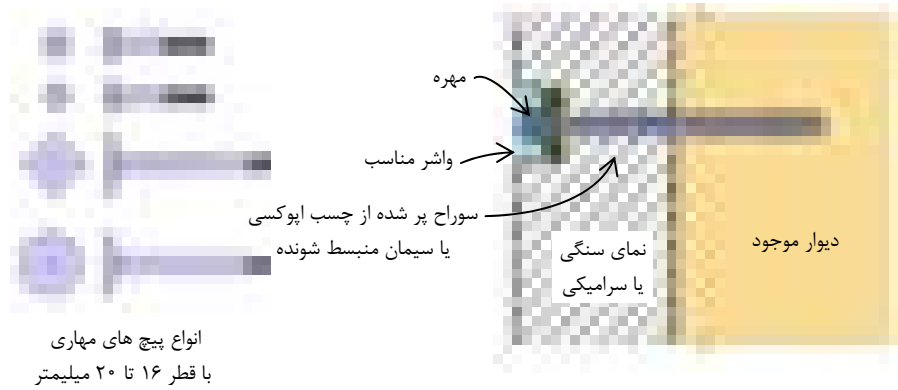 مهره
واشر مناسب
سوراح پر شده از چسب اپوکسی
یا سیمان منبسط شونده
نمای سنگی
یا سرامیکی
دیوار موجود
انواع پیچ های مهاری
با قطر ۱۶ تا ۲۰ میلیمتر